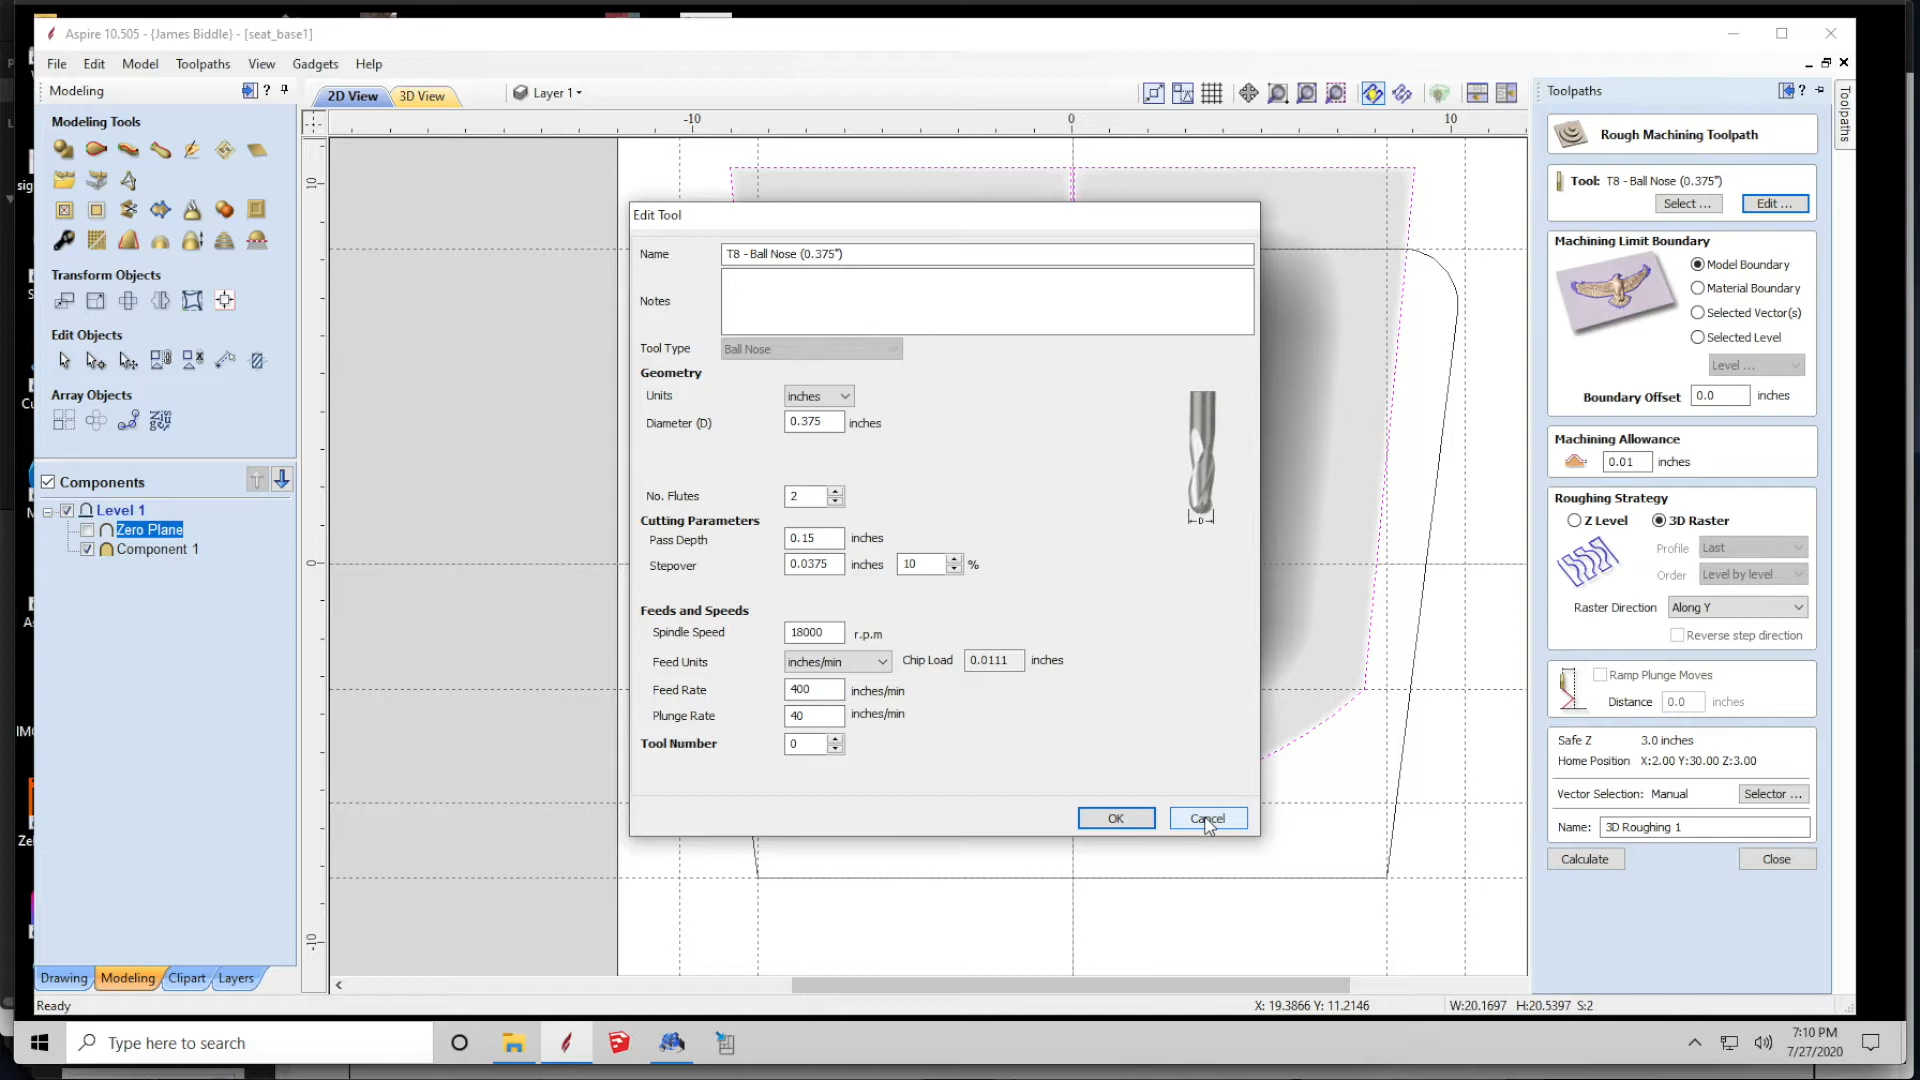 Aspire 10.505 - {James Biddle} - [seat_base1]
File Edit Model Toolpaths View Gadgets Help
Modeling
?
2D View
3D View
Layer 1
Toolpaths
?
Toolpaths
Modeling Tools
Transform Objects
Edit Objects
Array Objects
Components
Level 1
Zero Plane
Component 1
Drawing
Modeling
Clipart
Layers
-10
0
10
10
0
-10
Edit Tool
Name
T8 - Ball Nose (0.375")
Notes
Tool Type
Ball Nose
Geometry
Units
inches
Diameter (D)
0.375
inches
D
No. Flutes
2
Cutting Parameters
Pass Depth
0.15
inches
Stepover
0.0375
inches
10
%
Feeds and Speeds
Spindle Speed
18000
r.p.m
Feed Units
inches/min
Chip Load
0.0111
inches
Feed Rate
400
inches/min
Plunge Rate
40
inches/min
Tool Number
0
OK
Cancel
Rough Machining Toolpath
Tool: T8 - Ball Nose (0.375")
Select ...
Edit ...
Machining Limit Boundary
Model Boundary
Material Boundary
Selected Vector(s)
Selected Level
Level ...
Boundary Offset 0.0 inches
Machining Allowance
0.01 inches
Roughing Strategy
Z Level
3D Raster
Profile Last
Order Level by level
Raster Direction Along Y
Reverse step direction
Ramp Plunge Moves
Distance 0.0 inches
Safe Z 3.0 inches
Home Position X:2.00 Y:30.00 Z:3.00
Vector Selection: Manual
Selector ...
Name: 3D Roughing 1
Calculate
Close
Ready
X: 19.3866 Y: 11.2146
W:20.1697 H:20.5397 S:2
Type here to search
7:10 PM
7/27/2020